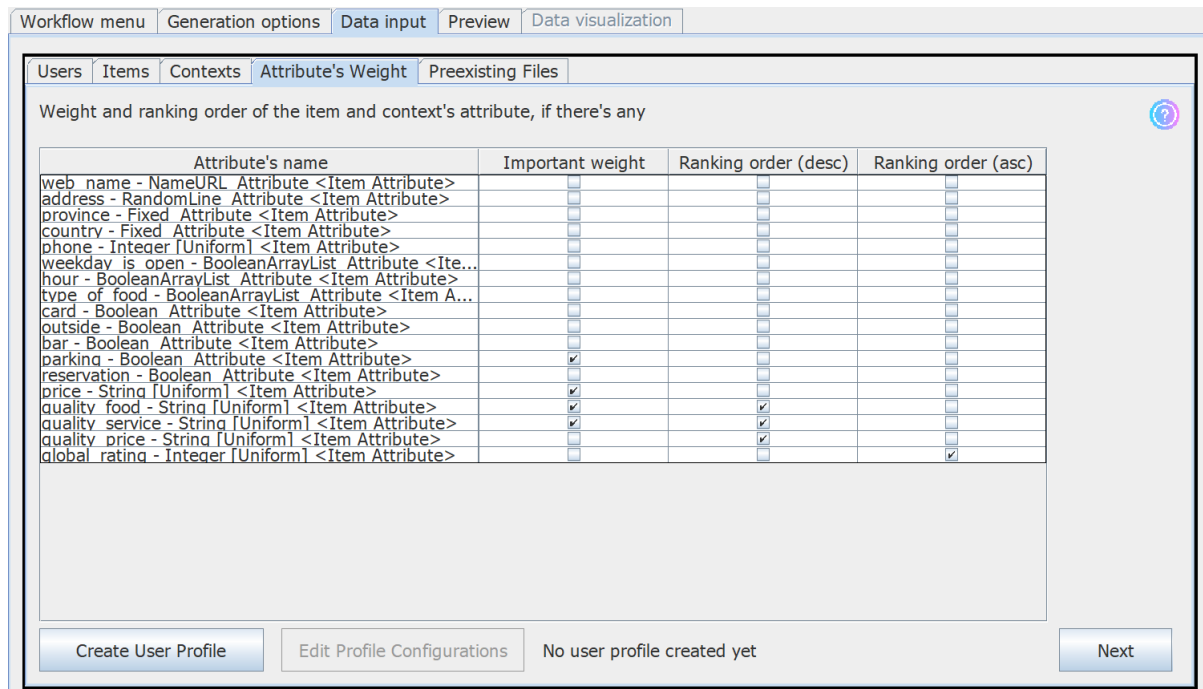 Workflow menu Generation options Data input Preview Data visualization
Users Items Contexts Attribute's Weight Preexisting Files
Weight and ranking order of the item and context's attribute, if there's any
?
Attribute's name Important weight Ranking order (desc) Ranking order (asc)
web_name - NameURL_Attribute <Item Attribute>
address - RandomLine_Attribute <Item Attribute>
province - Fixed_Attribute <Item Attribute>
country - Fixed_Attribute <Item Attribute>
phone - Integer [Uniform] <Item Attribute>
weekday_is_open - BooleanArrayList_Attribute <Ite...
hour - BooleanArrayList_Attribute <Item Attribute>
type_of_food - BooleanArrayList_Attribute <Item A...
card - Boolean_Attribute <Item Attribute>
outside - Boolean_Attribute <Item Attribute>
bar - Boolean_Attribute <Item Attribute>
parking - Boolean_Attribute <Item Attribute>
reservation - Boolean_Attribute <Item Attribute>
price - String [Uniform] <Item Attribute>
quality_food - String [Uniform] <Item Attribute>
quality_service - String [Uniform] <Item Attribute>
quality_price - String [Uniform] <Item Attribute>
global_rating - Integer [Uniform] <Item Attribute>
Create User Profile Edit Profile Configurations No user profile created yet Next